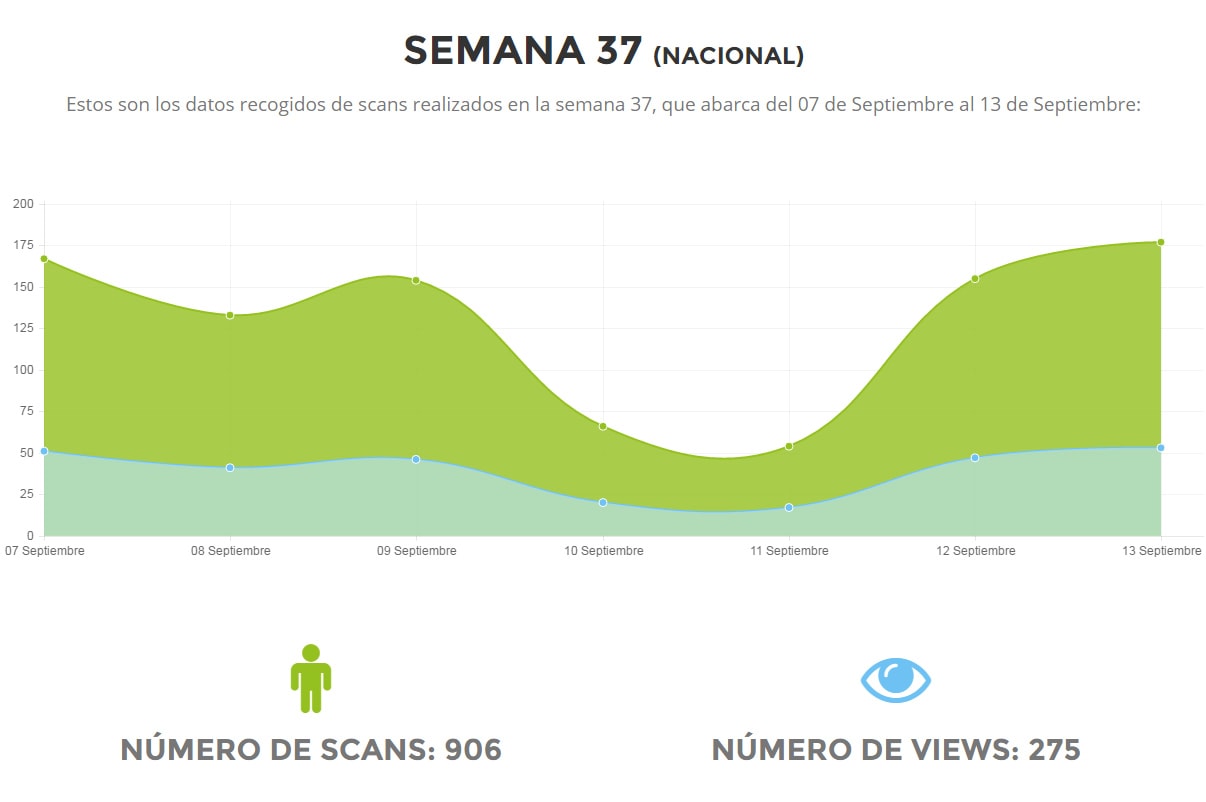 SEMANA 37 (NACIONAL)
Estos son los datos recogidos de scans realizados en la semana 37, que abarca del 07 de Septiembre al 13 de Septiembre:
200
175
150
125
100
75
50
25
0
07 Septiembre 08 Septiembre 09 Septiembre 10 Septiembre 11 Septiembre 12 Septiembre 13 Septiembre
NÚMERO DE SCANS: 906 NÚMERO DE VIEWS: 275